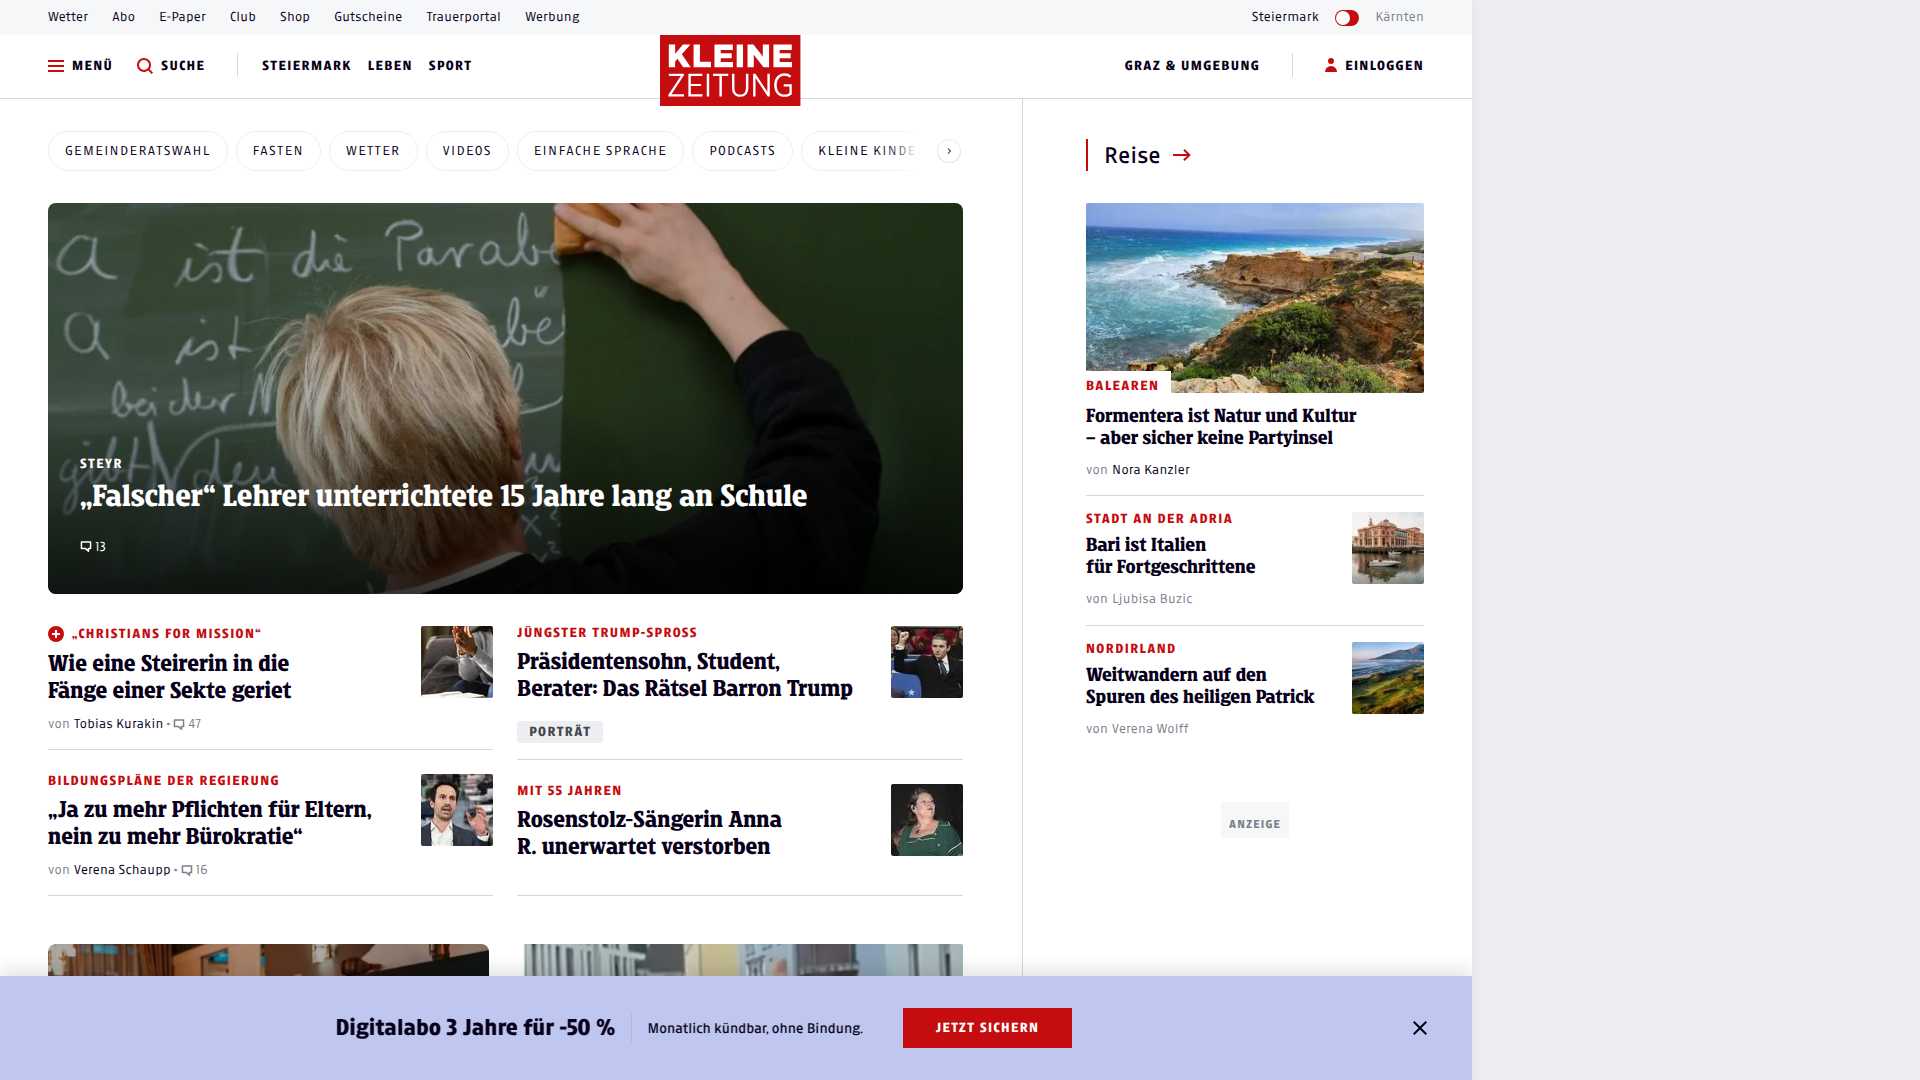 Wetter Abo E-Paper Club Shop Gutscheine Trauerportal Werbung Steiermark Kärnten
MENÜ SUCHE STEIERMARK LEBEN SPORT KLEINE ZEITUNG GRAZ & UMGEBUNG EINLOGGEN
GEMEINDERATSWAHL FASTEN WETTER VIDEOS EINFACHE SPRACHE PODCASTS KLEINE KINDE
a ist die Parabe
a ist Parabe
bei der
STEYR
„Falscher“ Lehrer unterrichtete 15 Jahre lang an Schule
13
„CHRISTIANS FOR MISSION“
Wie eine Steirerin in die
Fänge einer Sekte geriet
von Tobias Kurakin • 47
BILDUNGSPLÄNE DER REGIERUNG
„Ja zu mehr Pflichten für Eltern,
nein zu mehr Bürokratie“
von Verena Schaupp • 16
JÜNGSTER TRUMP-SPROSS
Präsidentensohn, Student,
Berater: Das Rätsel Barron Trump
PORTRÄT
MIT 55 JAHREN
Rosenstolz-Sängerin Anna
R. unerwartet verstorben
Reise
BALEAREN
Formentera ist Natur und Kultur
– aber sicher keine Partyinsel
von Nora Kanzler
STADT AN DER ADRIA
Bari ist Italien
für Fortgeschrittene
von Ljubisa Buzic
NORDIRLAND
Weitwandern auf den
Spuren des heiligen Patrick
von Verena Wolff
ANZEIGE
Digitalabo 3 Jahre für -50 % Monatlich kündbar, ohne Bindung. JETZT SICHERN